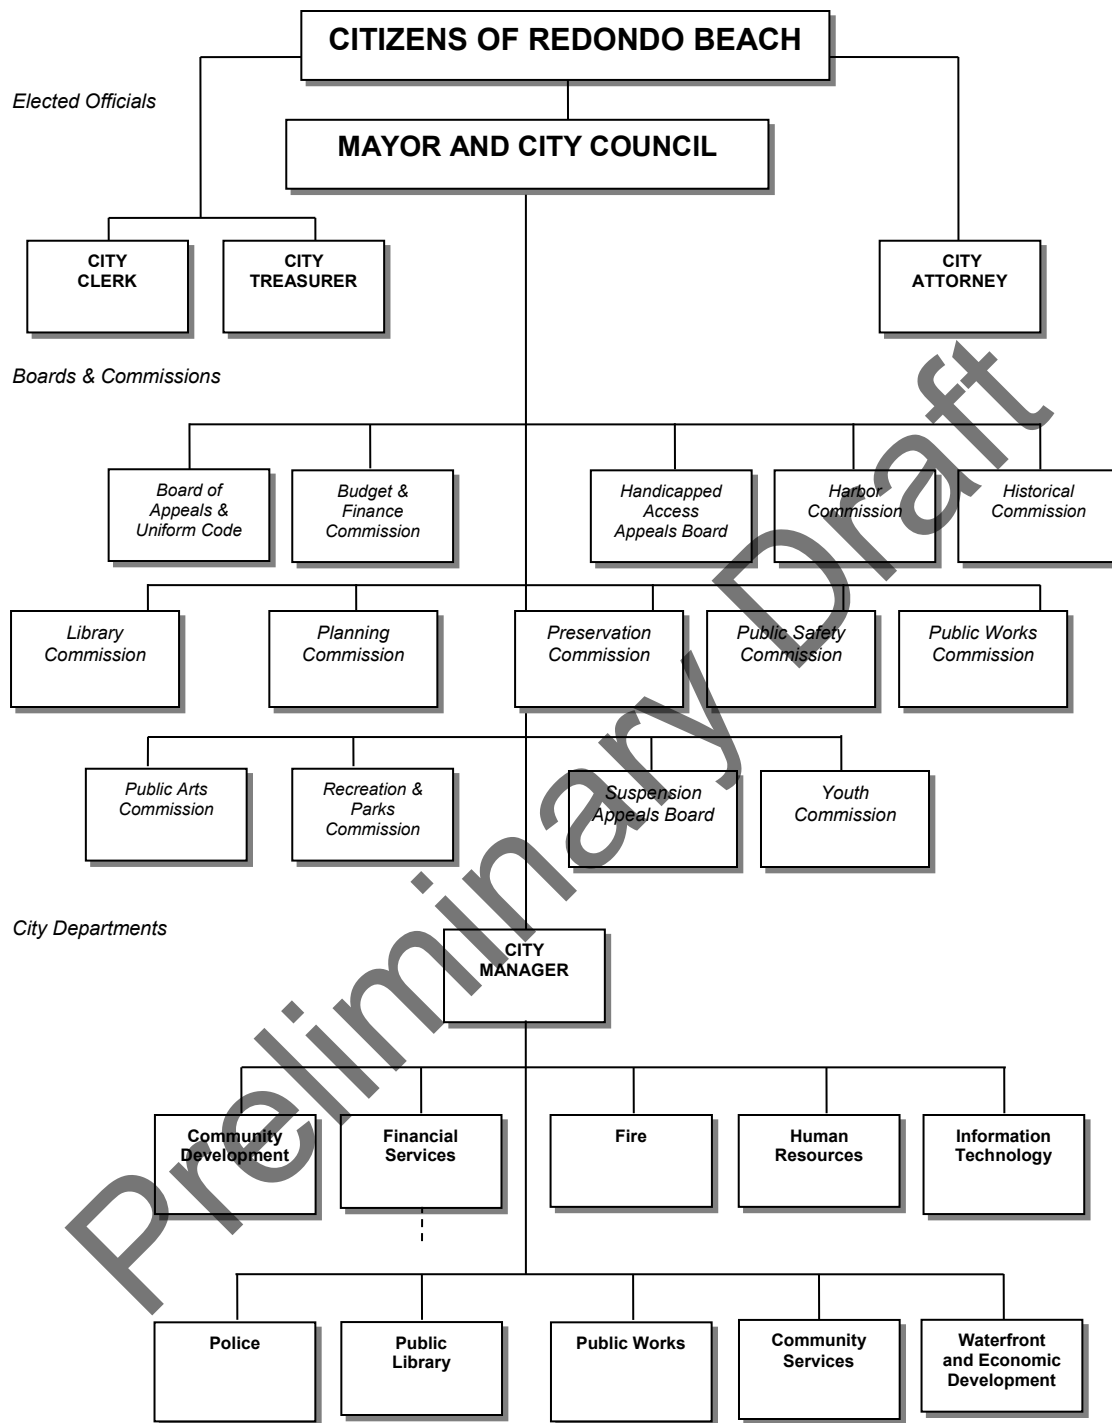 CITIZENS OF REDONDO BEACH
Elected Officials
MAYOR AND CITY COUNCIL
CITY
CLERK
CITY
TREASURER
CITY
ATTORNEY
Boards & Commissions
Board of
Appeals &
Uniform Code
Budget &
Finance
Commission
Handicapped
Access
Appeals Board
Harbor
Commission
Historical
Commission
Library
Commission
Planning
Commission
Preservation
Commission
Public Safety
Commission
Public Works
Commission
Public Arts
Commission
Recreation &
Parks
Commission
Suspension
Appeals Board
Youth
Commission
City Departments
CITY
MANAGER
Community
Development
Financial
Services
Fire
Human
Resources
Information
Technology
Police
Public
Library
Public Works
Community
Services
Waterfront
and Economic
Development
Preliminary Draft